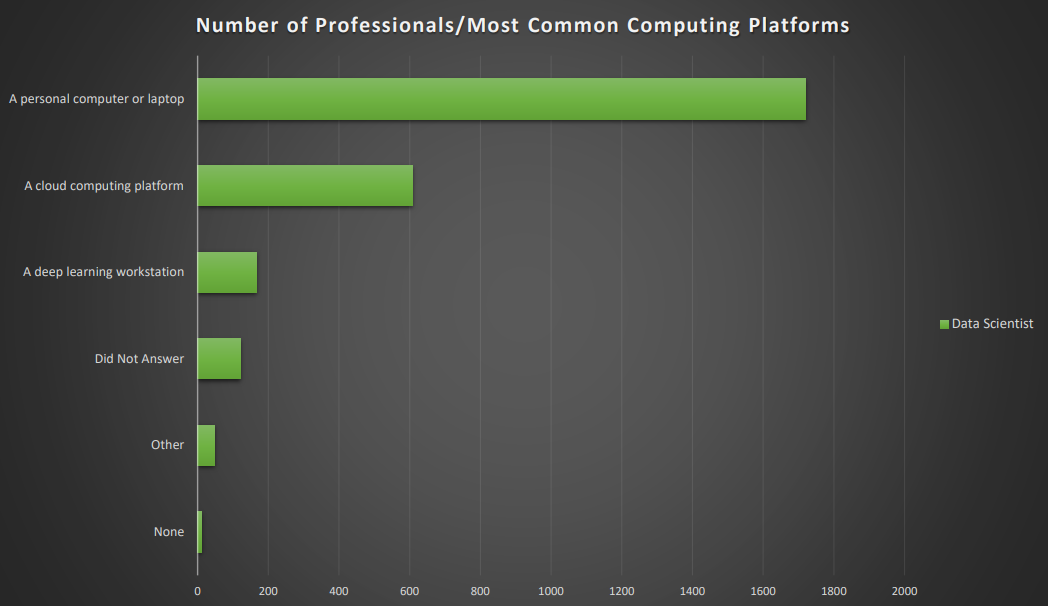 Number of Professionals/Most Common Computing Platforms
A personal computer or laptop
A cloud computing platform
A deep learning workstation
Did Not Answer
Other
None
Data Scientist
0 200 400 600 800 1000 1200 1400 1600 1800 2000